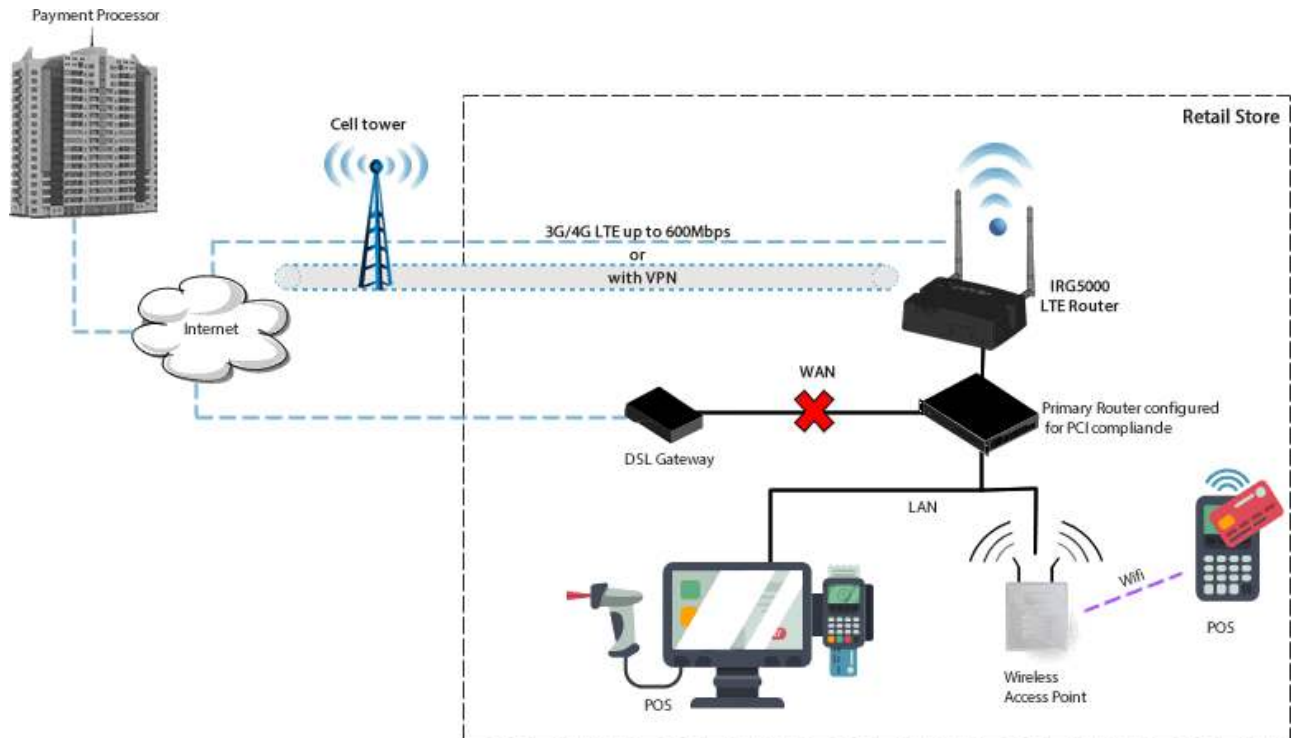 Payment Processor
Retail Store
Cell tower
3G/4G LTE up to 600Mbps
or
with VPN
IRG5000
LTE Router
Internet
WAN
Primary Router configured
for PCI compliande
DSL Gateway
LAN
Wifi
POS
Wireless
Access Point
POS